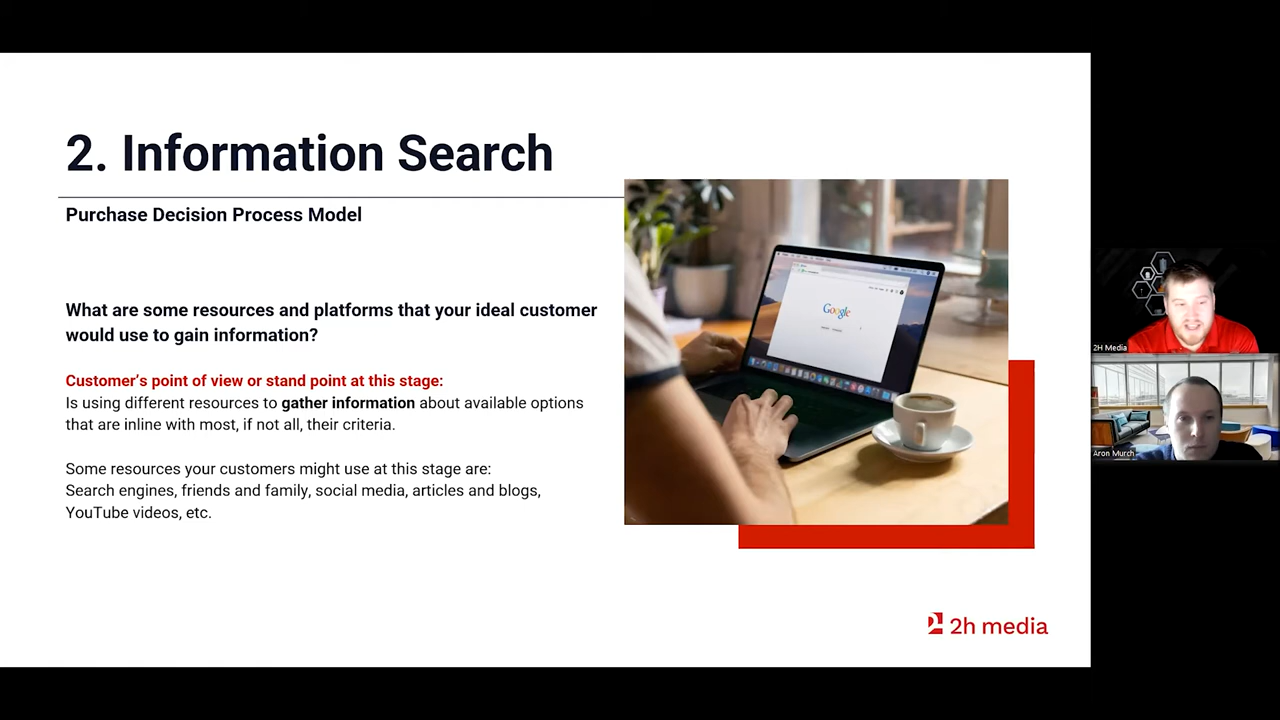 2. Information Search
Purchase Decision Process Model
What are some resources and platforms that your ideal customer
would use to gain information?
Customer's point of view or stand point at this stage:
Is using different resources to gather information about available options
that are inline with most, if not all, their criteria.
Some resources your customers might use at this stage are:
Search engines, friends and family, social media, articles and blogs,
YouTube videos, etc.
Google
2h media
2H Media
Aron Murch